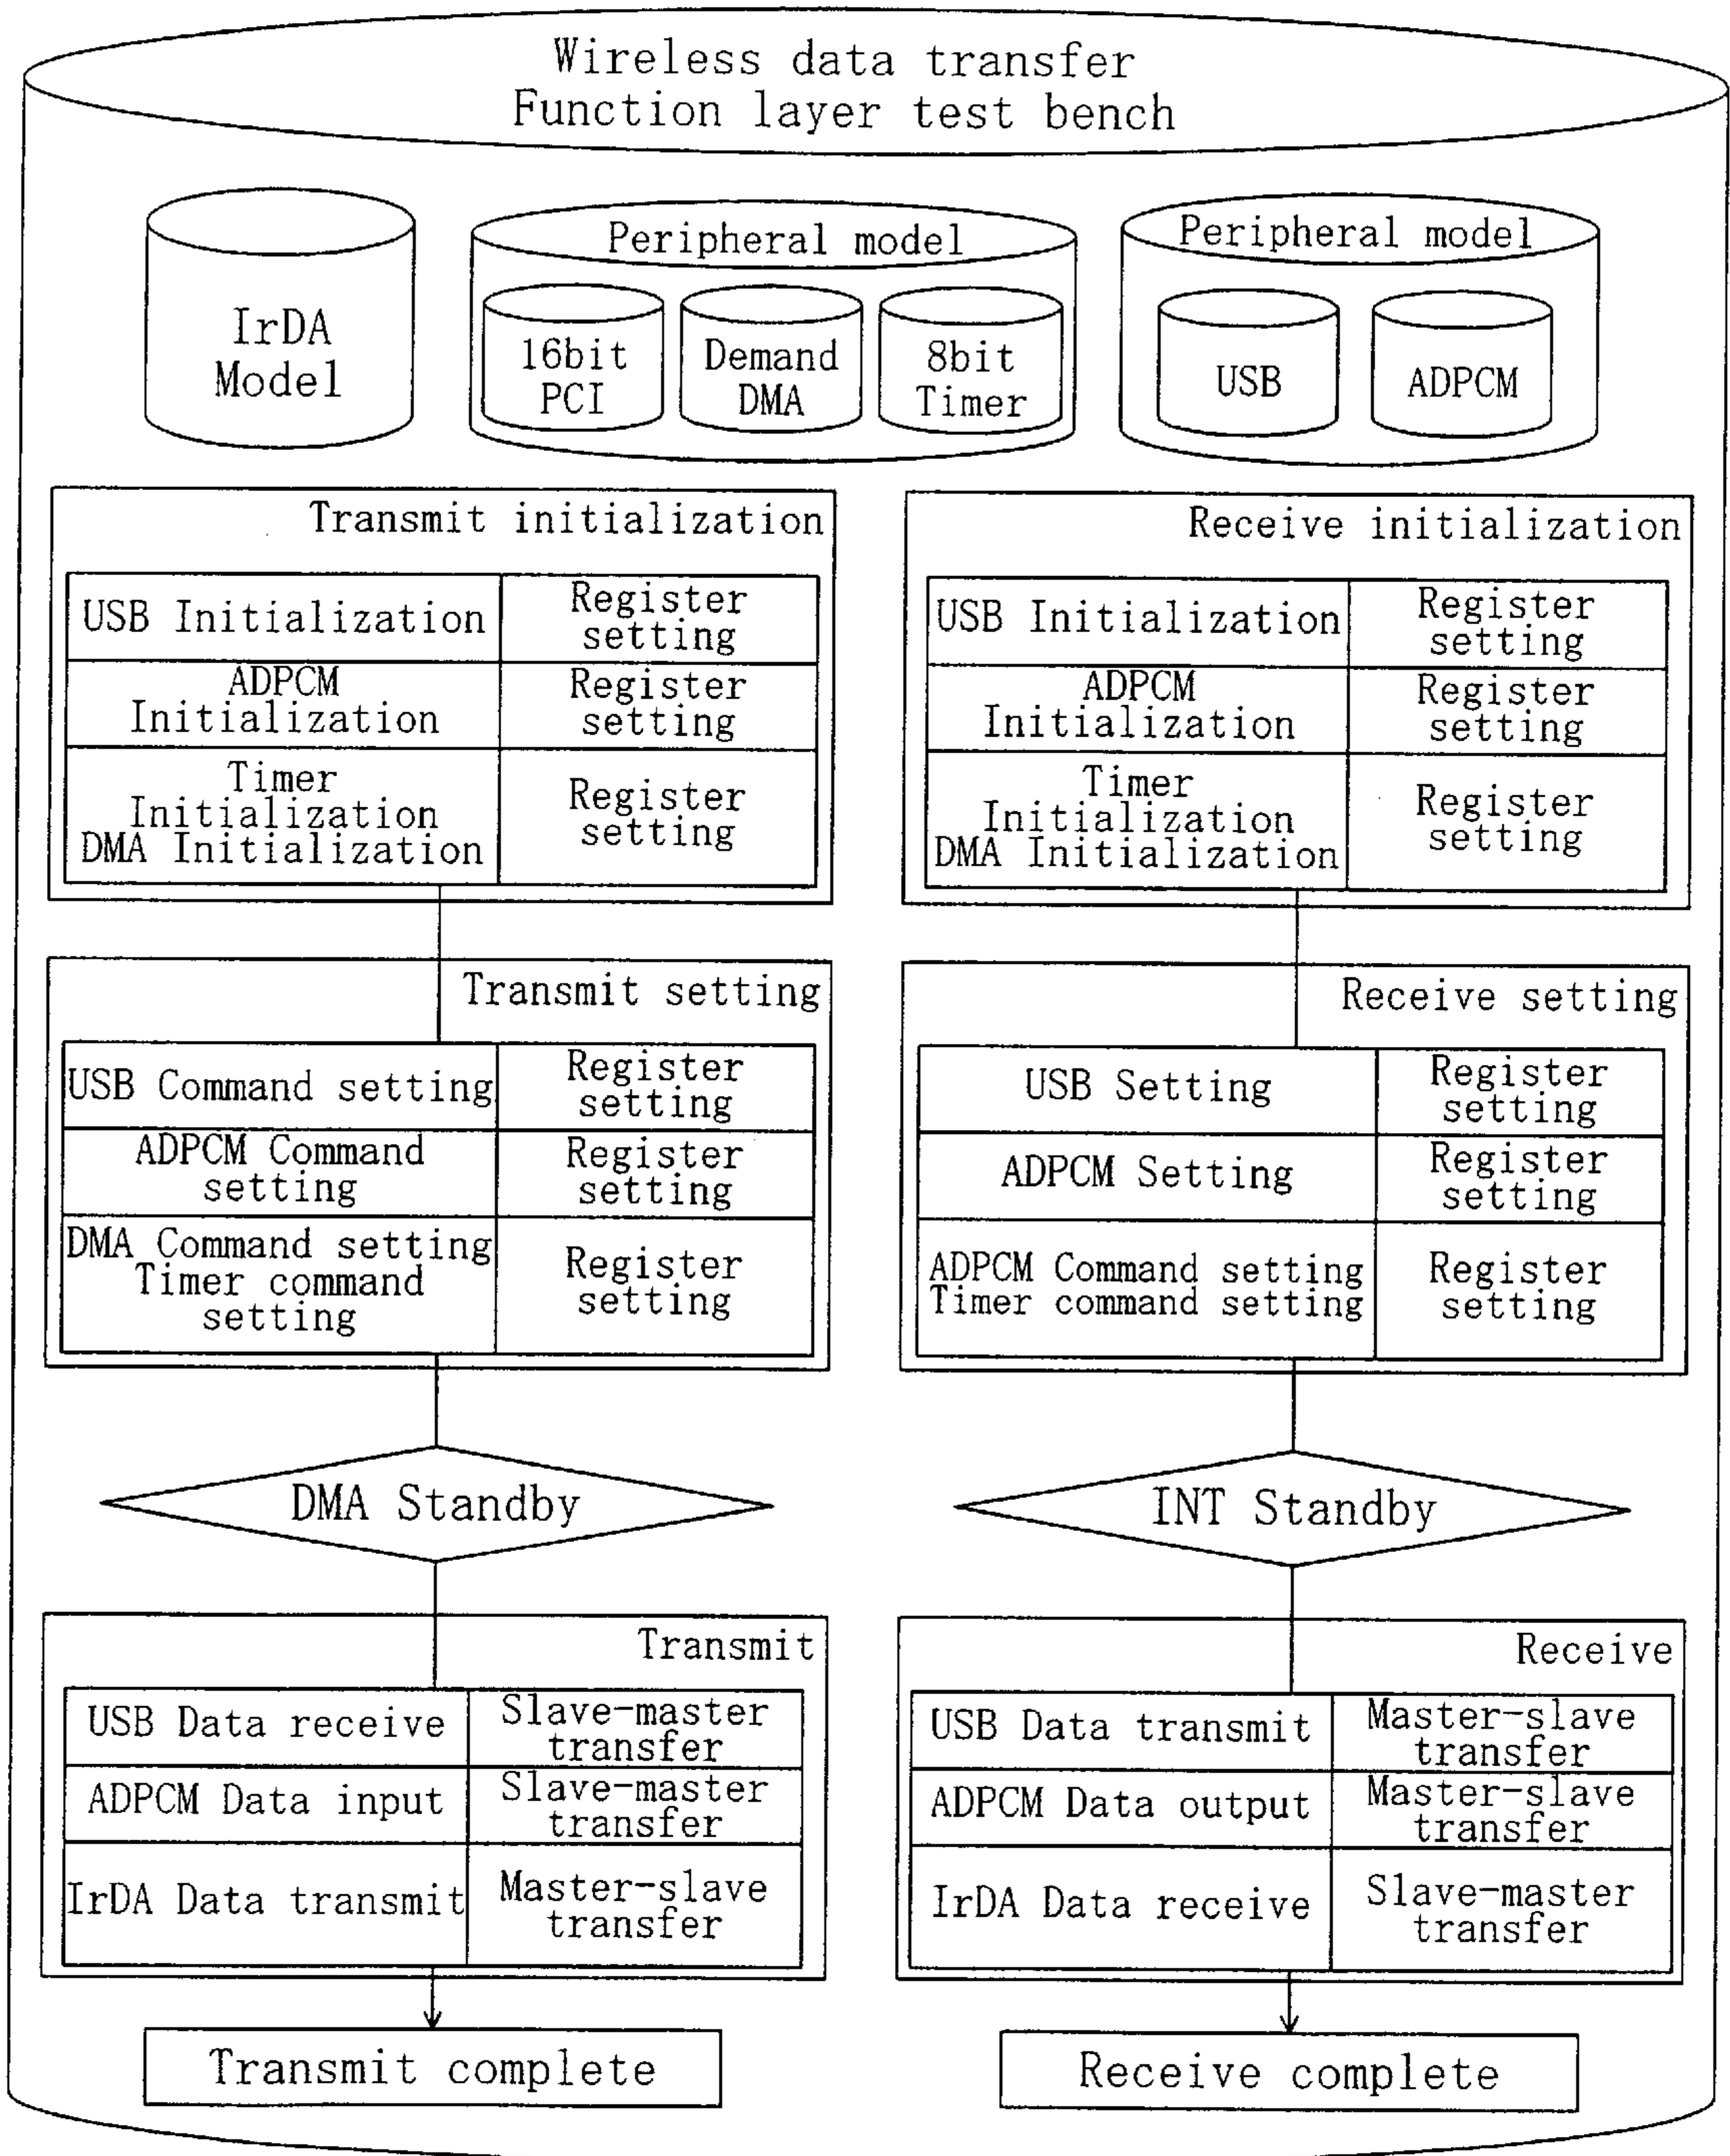 Wireless data transfer
Function layer test bench
IrDA
Model
Peripheral model
16bit
PCI
Demand
DMA
8bit
Timer
Peripheral model
USB
ADPCM
Transmit initialization
USB Initialization
Register
setting
ADPCM
Initialization
Register
setting
Timer
Initialization
DMA Initialization
Register
setting
Receive initialization
USB Initialization
Register
setting
ADPCM
Initialization
Register
setting
Timer
Initialization
DMA Initialization
Register
setting
Transmit setting
USB Command setting
Register
setting
ADPCM Command
setting
Register
setting
DMA Command setting
Timer command
setting
Register
setting
Receive setting
USB Setting
Register
setting
ADPCM Setting
Register
setting
ADPCM Command setting
Timer command setting
Register
setting
DMA Standby
INT Standby
Transmit
USB Data receive
Slave-master
transfer
ADPCM Data input
Slave-master
transfer
IrDA Data transmit
Master-slave
transfer
Receive
USB Data transmit
Master-slave
transfer
ADPCM Data output
Master-slave
transfer
IrDA Data receive
Slave-master
transfer
Transmit complete
Receive complete